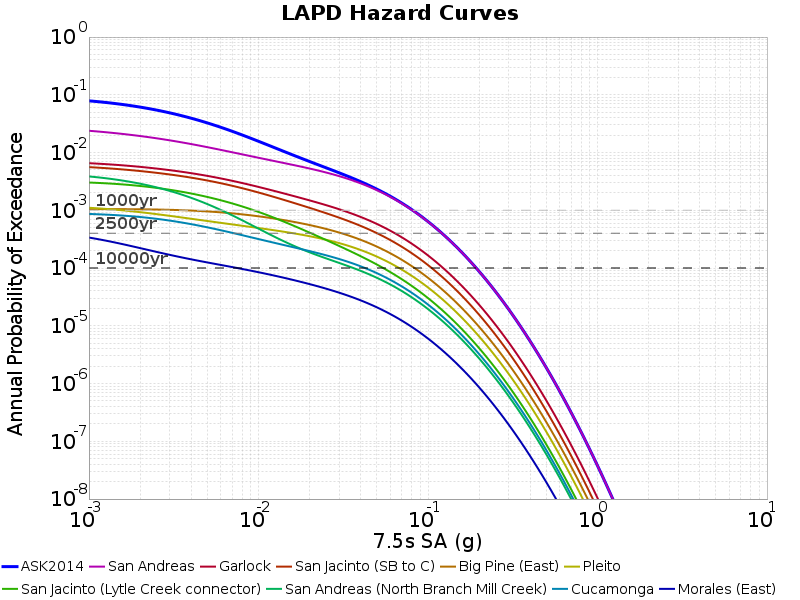 LAPD Hazard Curves
Annual Probability of Exceedance
10^0
10^-1
10^-2
10^-3
10^-4
10^-5
10^-6
10^-7
10^-8
1000yr
2500yr
10000yr
10^-3 10^-2 10^-1 10^0 10^1
7.5s SA (g)
ASK2014 San Andreas Garlock San Jacinto (SB to C) Big Pine (East) Pleito
San Jacinto (Lytle Creek connector) San Andreas (North Branch Mill Creek) Cucamonga Morales (East)